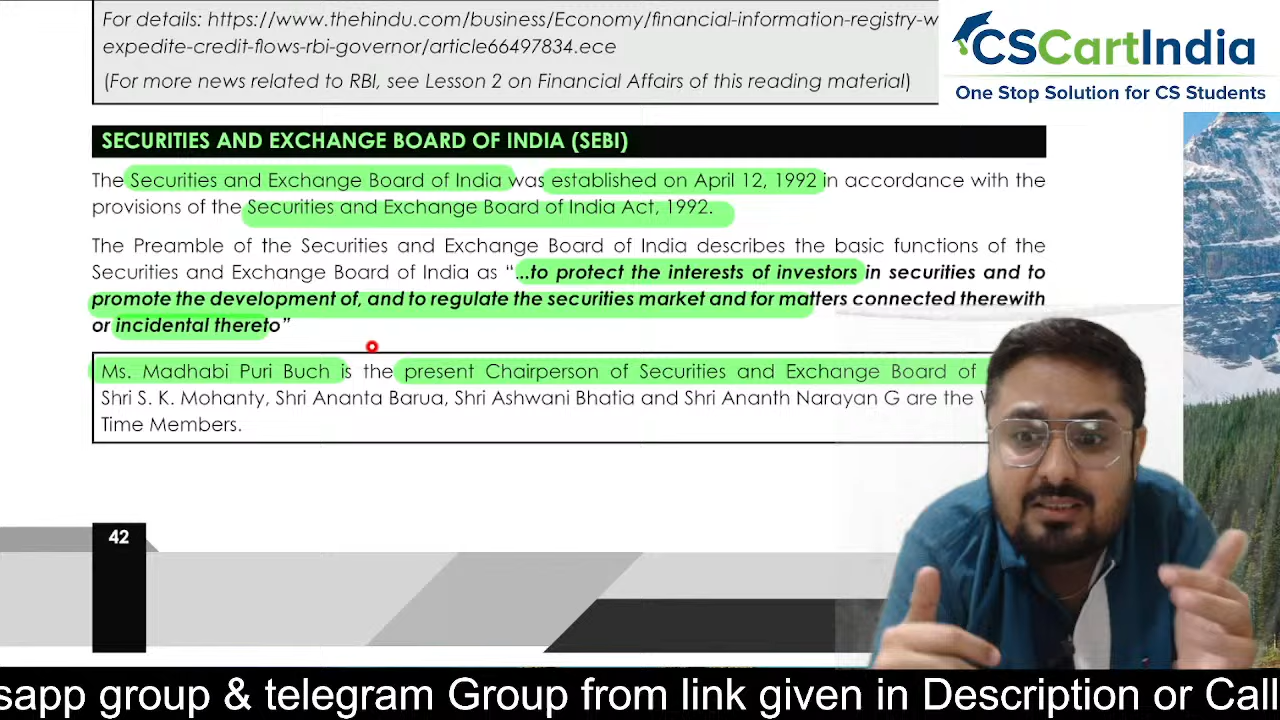 For details: https://www.thehindu.com/business/Economy/financial-information-registry-w
expedite-credit-flows-rbi-governor/article66497834.ece
(For more news related to RBI, see Lesson 2 on Financial Affairs of this reading material)
CSCartIndia
One Stop Solution for CS Students
SECURITIES AND EXCHANGE BOARD OF INDIA (SEBI)
The Securities and Exchange Board of India was established on April 12, 1992 in accordance with the
provisions of the Securities and Exchange Board of India Act, 1992.
The Preamble of the Securities and Exchange Board of India describes the basic functions of the
Securities and Exchange Board of India as “...to protect the interests of investors in securities and to
promote the development of, and to regulate the securities market and for matters connected therewith
or incidental thereto”
Ms. Madhabi Puri Buch is the present Chairperson of Securities and Exchange Board of
Shri S. K. Mohanty, Shri Ananta Barua, Shri Ashwani Bhatia and Shri Ananth Narayan G are the
Time Members.
42
sapp group & telegram Group from link given in Description or Call